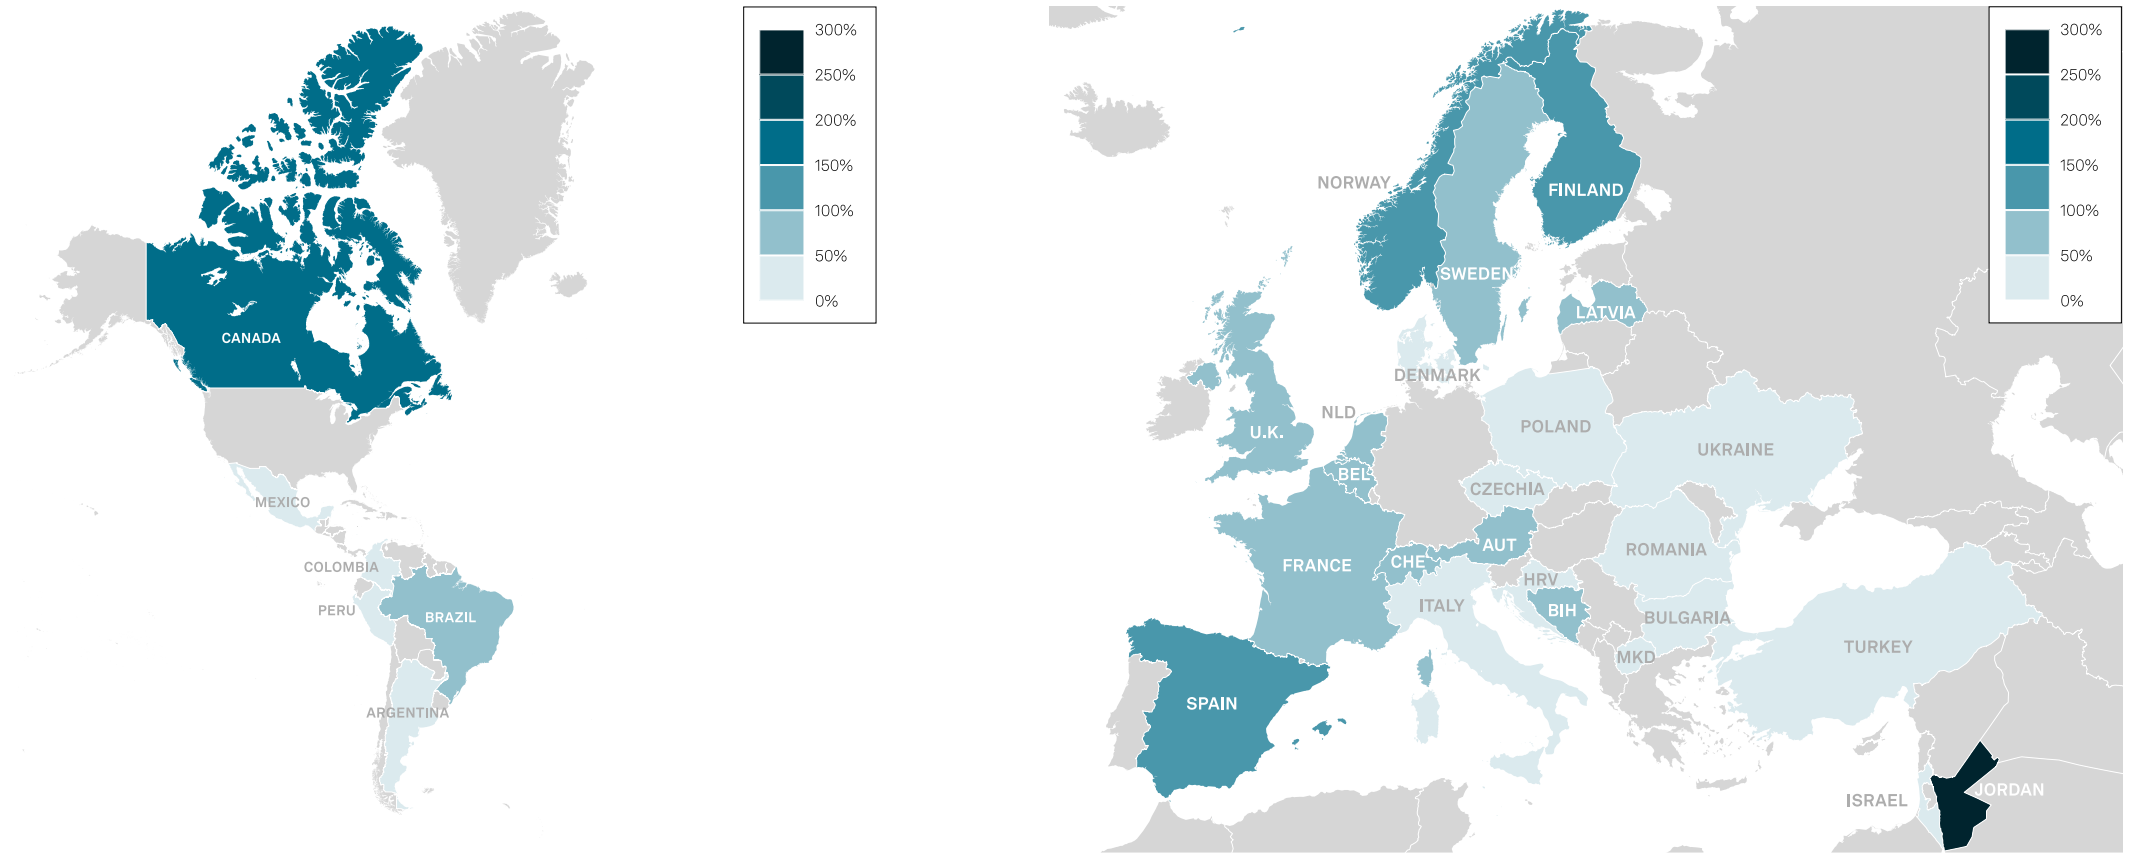 300%
250%
200%
150%
100%
50%
0%
CANADA
MEXICO
COLOMBIA
PERU
BRAZIL
ARGENTINA
300%
250%
200%
150%
100%
50%
0%
NORWAY
FINLAND
SWEDEN
LATVIA
DENMARK
NLD
U.K.
POLAND
UKRAINE
BEL
CZECHIA
AUT
ROMANIA
FRANCE
CHE
HRV
ITALY
BIH
BULGARIA
TURKEY
MKD
SPAIN
JORDAN
ISRAEL